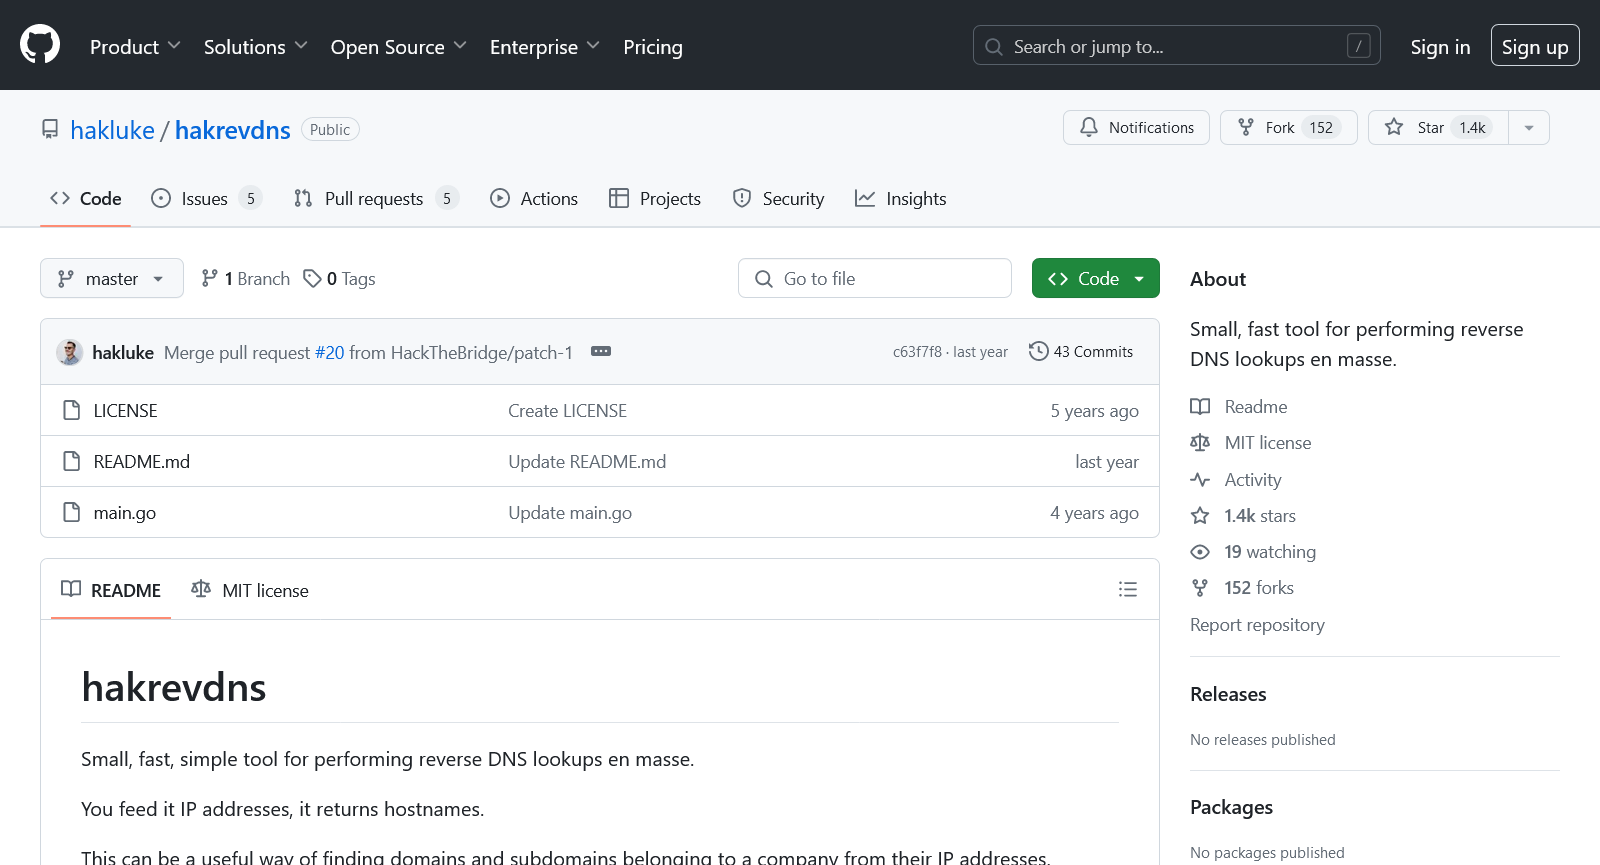 Product Solutions Open Source Enterprise Pricing Search or jump to... / Sign in Sign up
hakluke / hakrevdns Public Notifications Fork 152 Star 1.4k
Code Issues 5 Pull requests 5 Actions Projects Security Insights
master 1 Branch 0 Tags Go to file Code
hakluke Merge pull request #20 from HackTheBridge/patch-1 c63f7f8 · last year 43 Commits
LICENSE Create LICENSE 5 years ago
README.md Update README.md last year
main.go Update main.go 4 years ago
README MIT license
hakrevdns
Small, fast, simple tool for performing reverse DNS lookups en masse.
You feed it IP addresses, it returns hostnames.
This can be a useful way of finding domains and subdomains belonging to a company from their IP addresses.
About
Small, fast tool for performing reverse
DNS lookups en masse.
Readme
MIT license
Activity
1.4k stars
19 watching
152 forks
Report repository
Releases
No releases published
Packages
No packages published